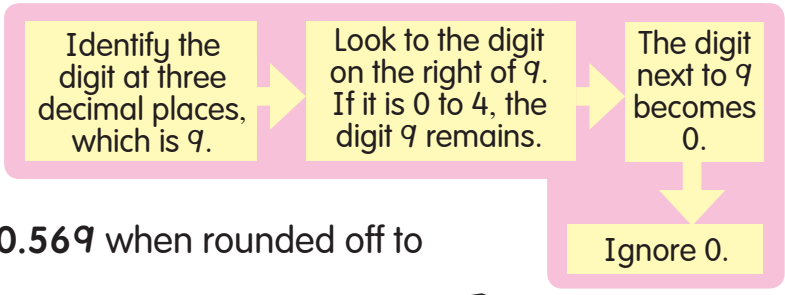 Identify the
digit at three
decimal places,
which is 9.
Look to the digit
on the right of 9.
If it is 0 to 4, the
digit 9 remains.
The digit
next to 9
becomes
0.
Ignore 0.
0.569 when rounded off to